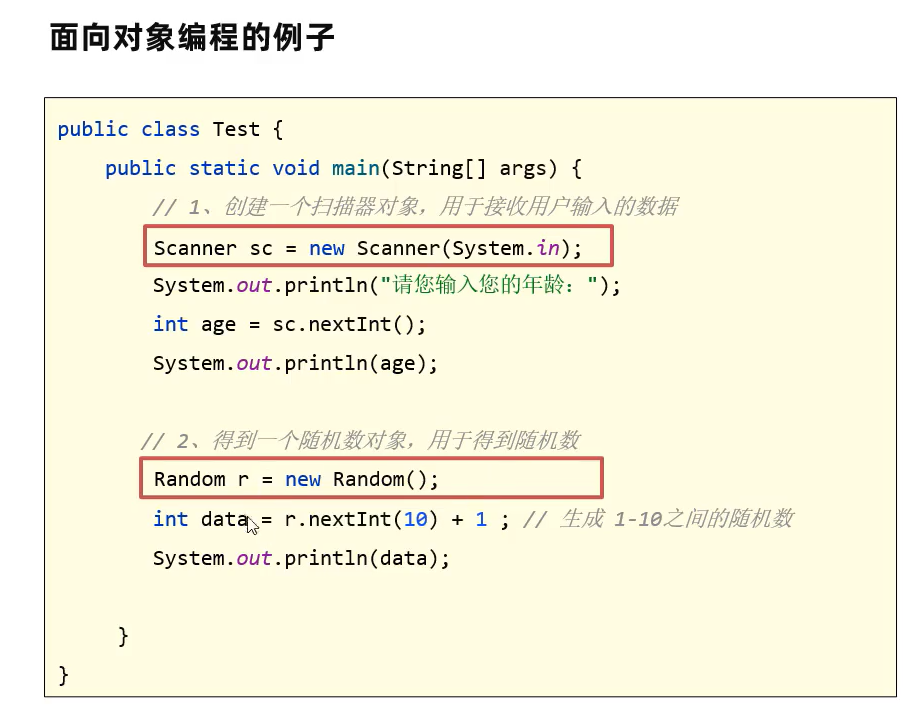 面向对象编程的例子
public class Test {
public static void main(String[] args) {
// 1、创建一个扫描器对象，用于接收用户输入的数据
Scanner sc = new Scanner(System.in);
System.out.println("请您输入您的年龄：");
int age = sc.nextInt();
System.out.println(age);
// 2、得到一个随机数对象，用于得到随机数
Random r = new Random();
int data = r.nextInt(10) + 1 ; // 生成 1-10之间的随机数
System.out.println(data);
}
}